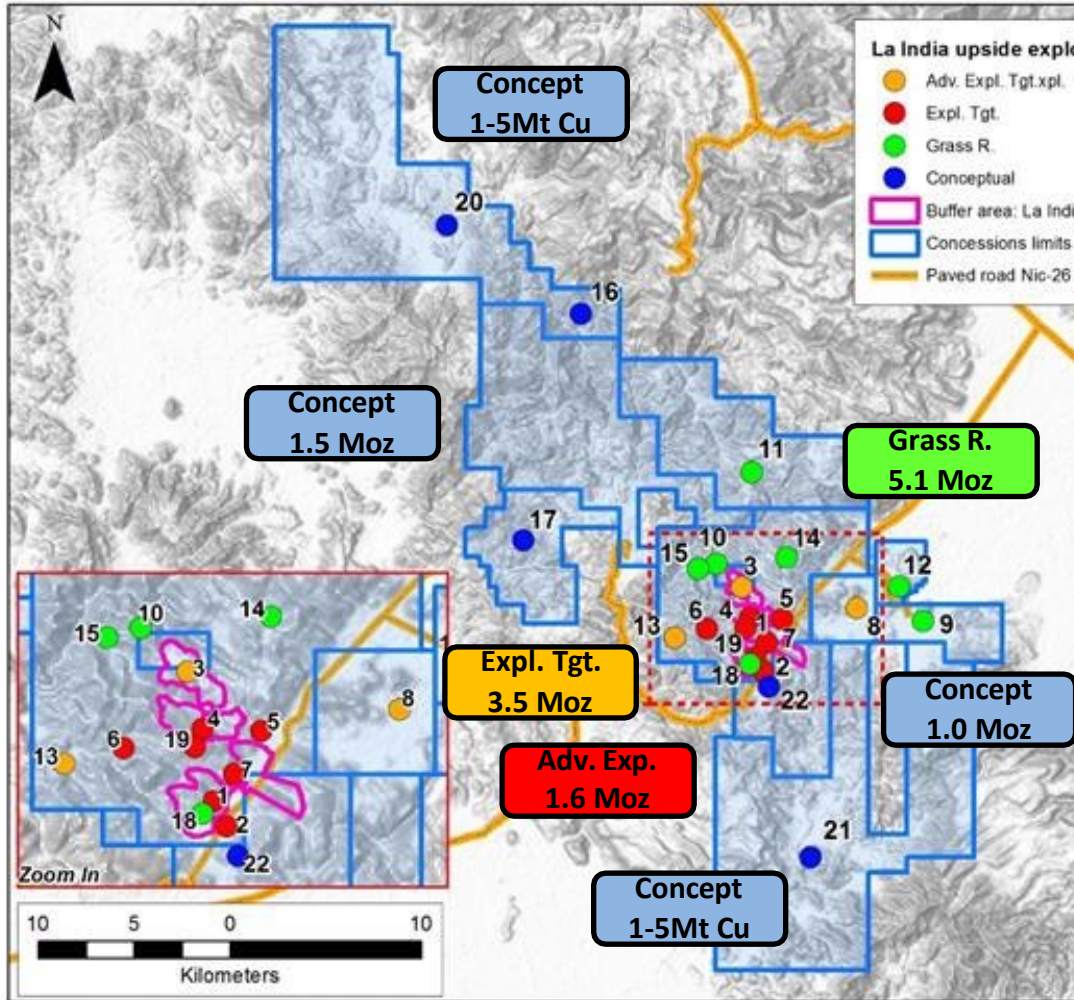 N
Concept
1-5Mt Cu
La India upside explo
Adv. Expl. Tgt.xpl.
Expl. Tgt.
Grass R.
Conceptual
Buffer area: La Indi
Concessions limits
Paved road Nic-26
20
16
Concept
1.5 Moz
11
Grass R.
5.1 Moz
17
15
10
14
3
12
6
4
5
1
13
19
7
8
9
18
2
22
Expl. Tgt.
3.5 Moz
Concept
1.0 Moz
Adv. Exp.
1.6 Moz
21
Concept
1-5Mt Cu
10
14
15
3
8
4
5
6
19
13
7
1
18
2
22
1
Zoom In
10
5
0
10
Kilometers